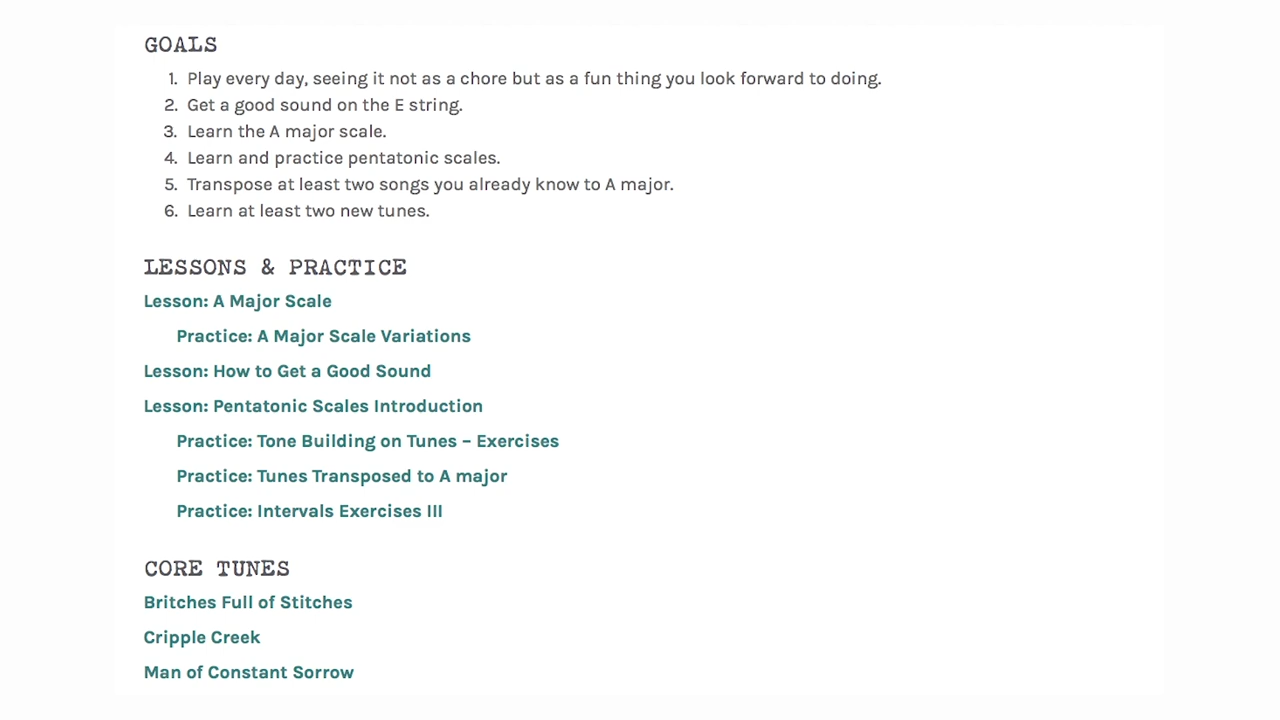 GOALS
1. Play every day, seeing it not as a chore but as a fun thing you look forward to doing.
2. Get a good sound on the E string.
3. Learn the A major scale.
4. Learn and practice pentatonic scales.
5. Transpose at least two songs you already know to A major.
6. Learn at least two new tunes.
LESSONS & PRACTICE
Lesson: A Major Scale
Practice: A Major Scale Variations
Lesson: How to Get a Good Sound
Lesson: Pentatonic Scales Introduction
Practice: Tone Building on Tunes – Exercises
Practice: Tunes Transposed to A major
Practice: Intervals Exercises III
CORE TUNES
Britches Full of Stitches
Cripple Creek
Man of Constant Sorrow